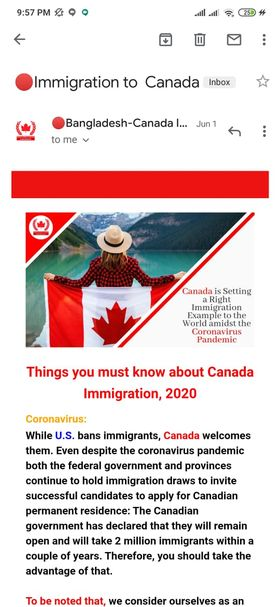 9:57 PM
25
🔴Immigration to Canada Inbox
🔴Bangladesh-Canada I... Jun 1
to me
Canada is Setting
a Right
Immigration
Example to the
World amidst the
Coronavirus
Pandemic
Things you must know about Canada
Immigration, 2020
Coronavirus:
While U.S. bans immigrants, Canada welcomes
them. Even despite the coronavirus pandemic
both the federal government and provinces
continue to hold immigration draws to invite
successful candidates to apply for Canadian
permanent residence: The Canadian
government has declared that they will remain
open and will take 2 million immigrants within a
couple of years. Therefore, you should take the
advantage of that.
To be noted that, we consider ourselves as an